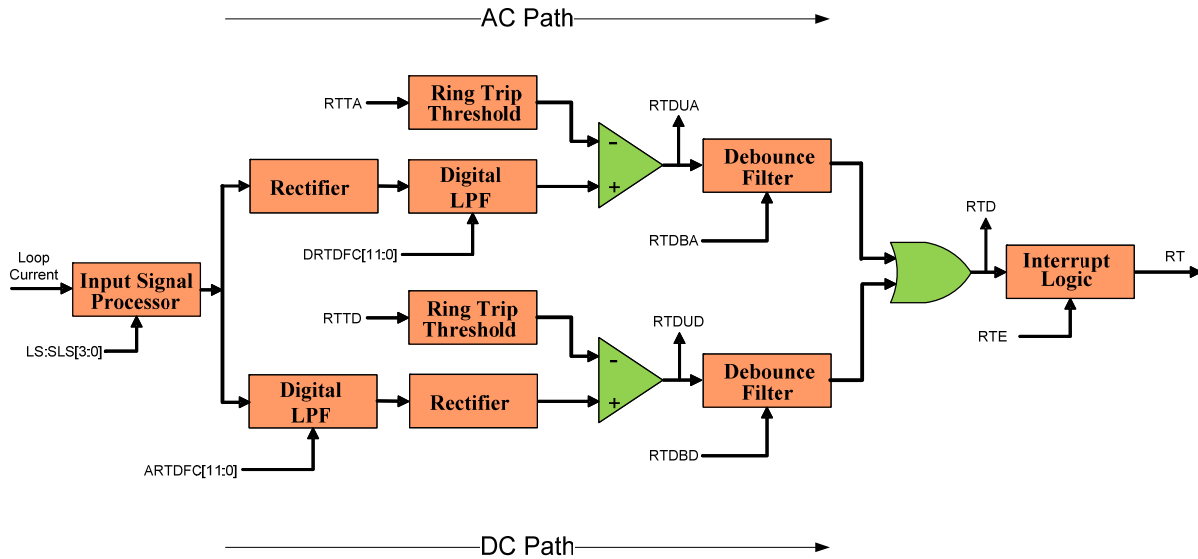 AC Path
RTTA
Ring Trip
Threshold
-
+
RTDUA
Rectifier
Digital
LPF
DRTDFC[11:0]
Debounce
Filter
RTDBA
Loop
Current
Input Signal
Processor
LS:SLS[3:0]
RTD
Interrupt
Logic
RT
RTE
RTTD
Ring Trip
Threshold
-
+
RTDUD
Digital
LPF
Rectifier
ARTDFC[11:0]
Debounce
Filter
RTDBD
DC Path